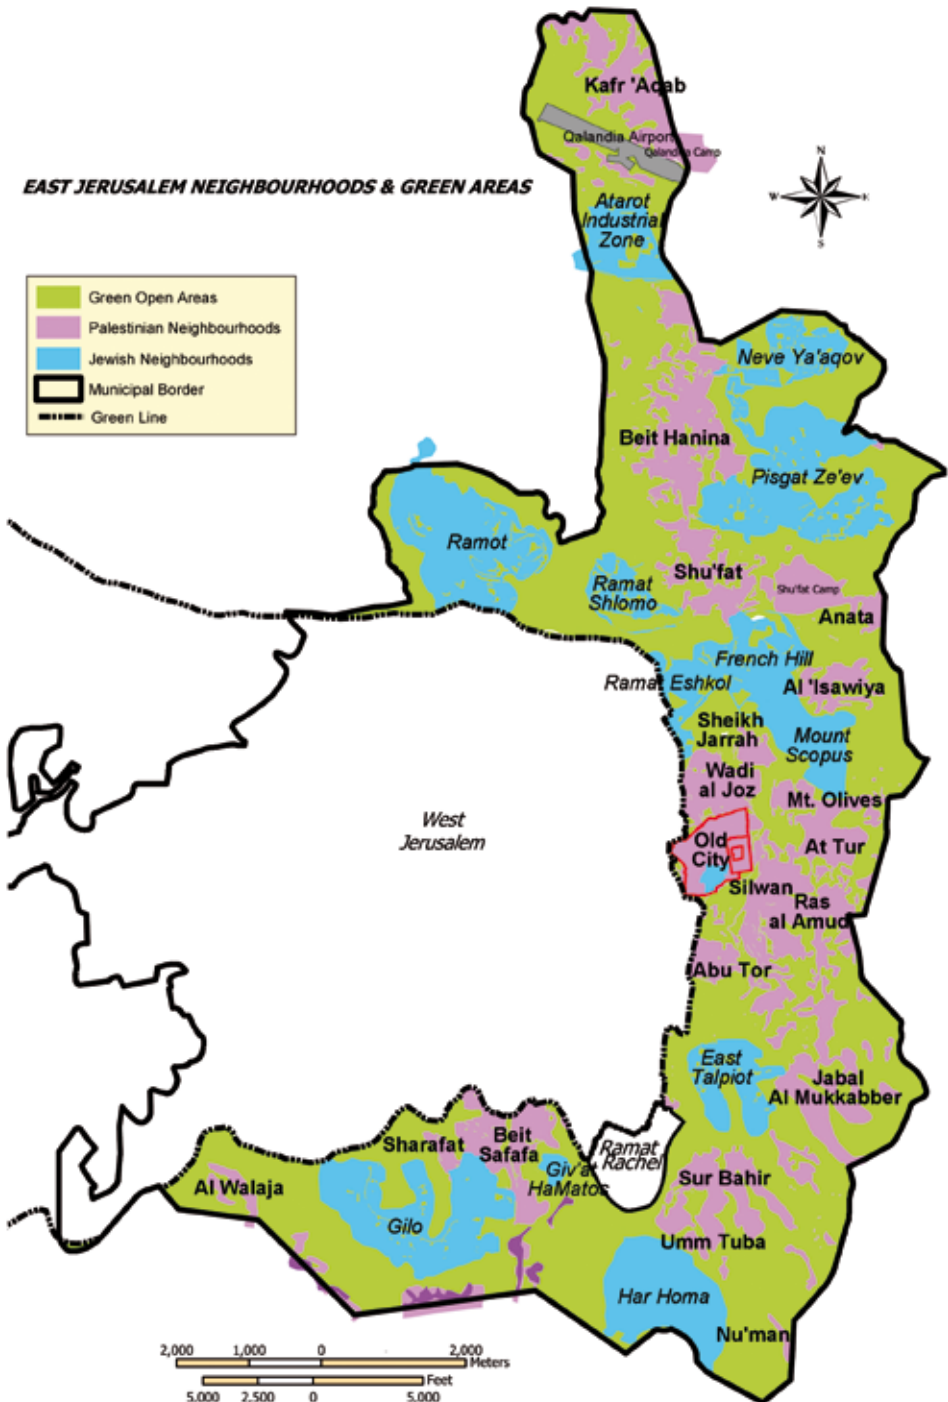 Kafr 'Aqab
Qalandia Airport
Qalandia Camp
EAST JERUSALEM NEIGHBOURHOODS & GREEN AREAS
N
W
E
S
Atarot
Industrial
Zone
Green Open Areas
Palestinian Neighbourhoods
Jewish Neighbourhoods
Municipal Border
Green Line
Neve Ya'aqov
Beit Hanina
Pisgat Ze'ev
Ramot
Shu'fat
Ramat
Shlomo
Shu'fat Camp
Anata
French Hill
Ramat Eshkol
Al 'Isawiya
Sheikh
Jarrah
Mount
Scopus
Wadi
al Joz
Mt. Olives
West
Jerusalem
Old
City
At Tur
Silwan
Ras
al Amud
Abu Tor
East
Talpiot
Jabal
Al Mukkabber
Sharafat
Beit
Safafa
Ramat
Rachel
Giv'at
HaMatos
Al Walaja
Sur Bahir
Gilo
Umm Tuba
Har Homa
Nu'man
2,000 1,000 0 2,000
Meters
Feet
5,000 2,500 0 5,000